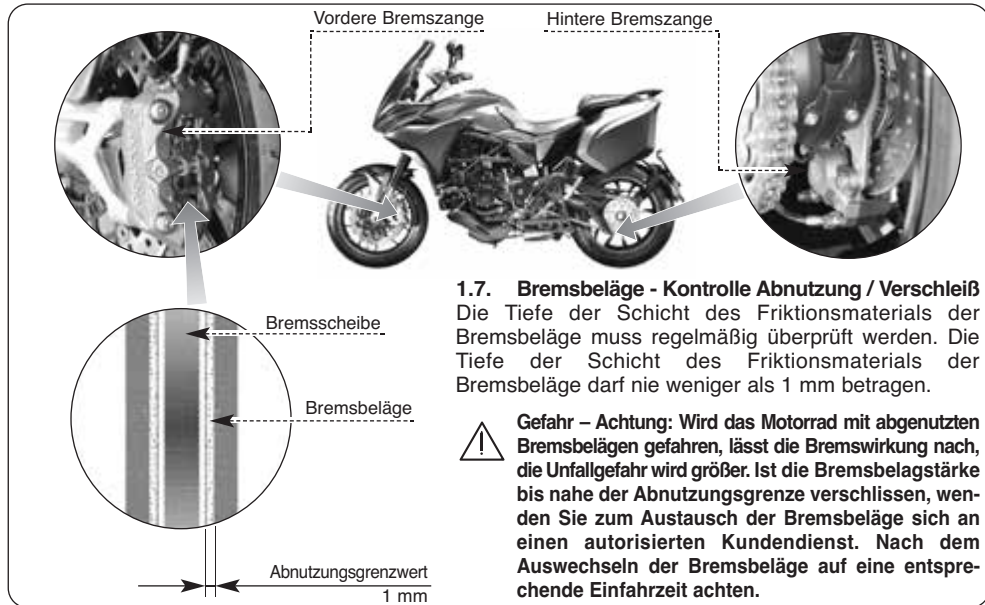 Vordere Bremszange
Hintere Bremszange
Bremsscheibe
Bremsbeläge
Abnutzungsgrenzwert
1 mm
1.7. Bremsbeläge - Kontrolle Abnutzung / Verschleiß
Die Tiefe der Schicht des Friktionsmaterials der
Bremsbeläge muss regelmäßig überprüft werden. Die
Tiefe der Schicht des Friktionsmaterials der
Bremsbeläge darf nie weniger als 1 mm betragen.
Gefahr – Achtung: Wird das Motorrad mit abgenutzten
Bremsbelägen gefahren, lässt die Bremswirkung nach,
die Unfallgefahr wird größer. Ist die Bremsbelagstärke
bis nahe der Abnutzungsgrenze verschlissen, wen-
den Sie zum Austausch der Bremsbeläge sich an
einen autorisierten Kundendienst. Nach dem
Auswechseln der Bremsbeläge auf eine entspre-
chende Einfahrzeit achten.